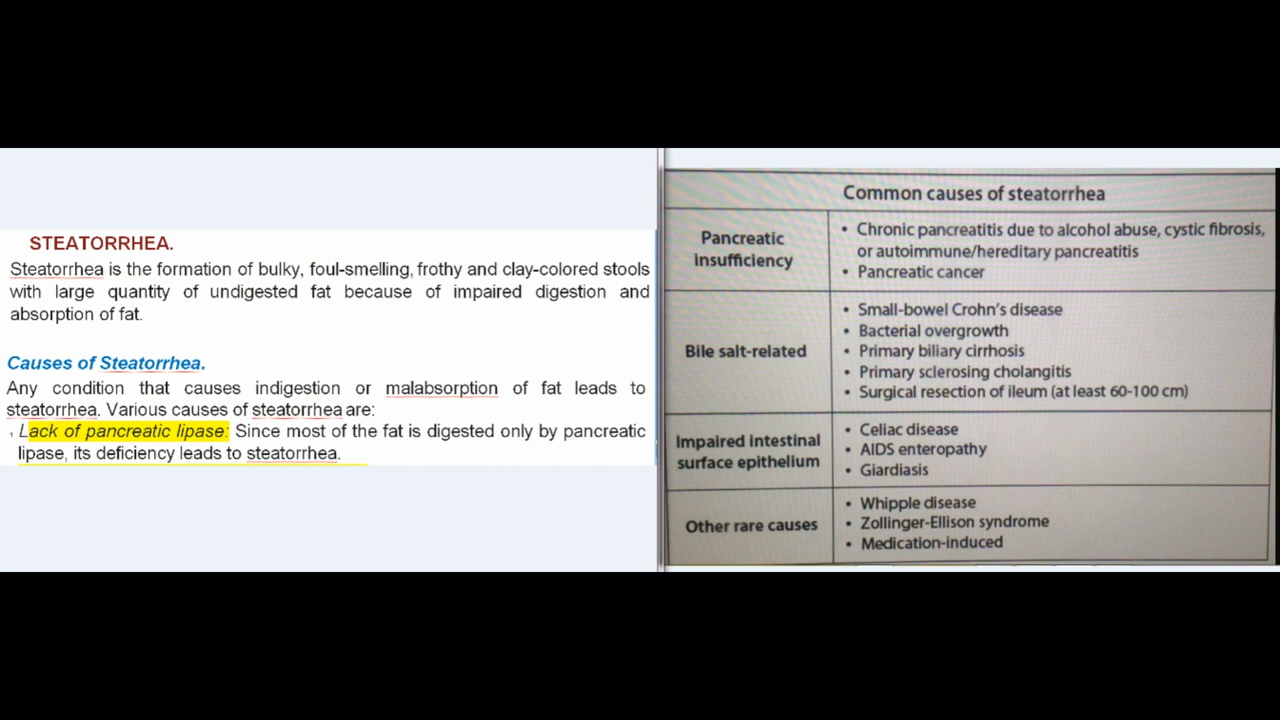 STEATORRHEA.
Steatorrhea is the formation of bulky, foul-smelling, frothy and clay-colored stools
with large quantity of undigested fat because of impaired digestion and
absorption of fat.
Causes of Steatorrhea.
Any condition that causes indigestion or malabsorption of fat leads to
steatorrhea. Various causes of steatorrhea are:
Lack of pancreatic lipase: Since most of the fat is digested only by pancreatic
lipase, its deficiency leads to steatorrhea.
Common causes of steatorrhea
Pancreatic
insufficiency
• Chronic pancreatitis due to alcohol abuse, cystic fibrosis,
or autoimmune/hereditary pancreatitis
• Pancreatic cancer
Bile salt-related
• Small-bowel Crohn's disease
• Bacterial overgrowth
• Primary biliary cirrhosis
• Primary sclerosing cholangitis
• Surgical resection of ileum (at least 60-100 cm)
Impaired intestinal
surface epithelium
• Celiac disease
• AIDS enteropathy
• Giardiasis
Other rare causes
• Whipple disease
• Zollinger-Ellison syndrome
• Medication-induced